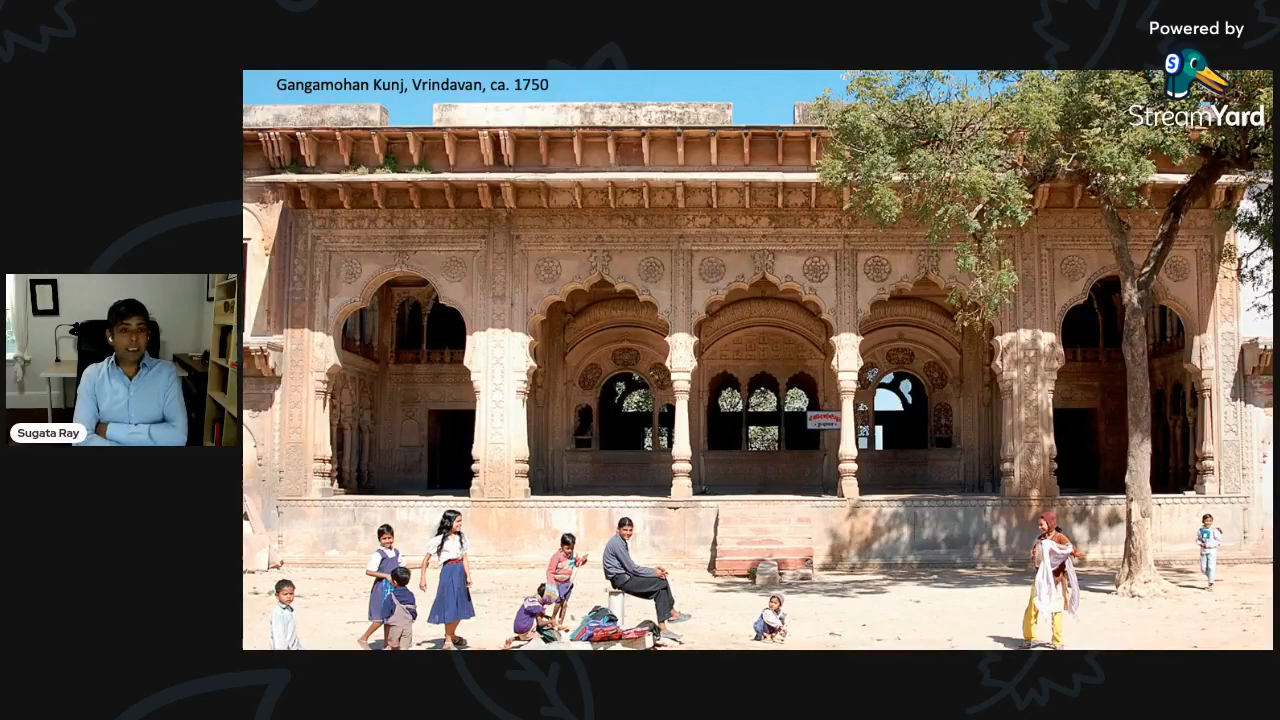 Powered by
StreamYard
Gangamohan Kunj, Vrindavan, ca. 1750
Sugata Ray